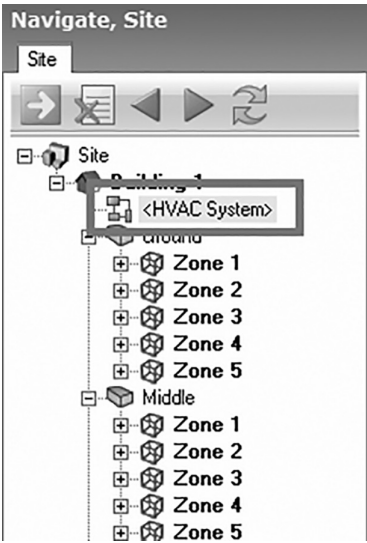 Navigate, Site
Site
Site
Building 1
<HVAC System>
Ground
Zone 1
Zone 2
Zone 3
Zone 4
Zone 5
Middle
Zone 1
Zone 2
Zone 3
Zone 4
Zone 5